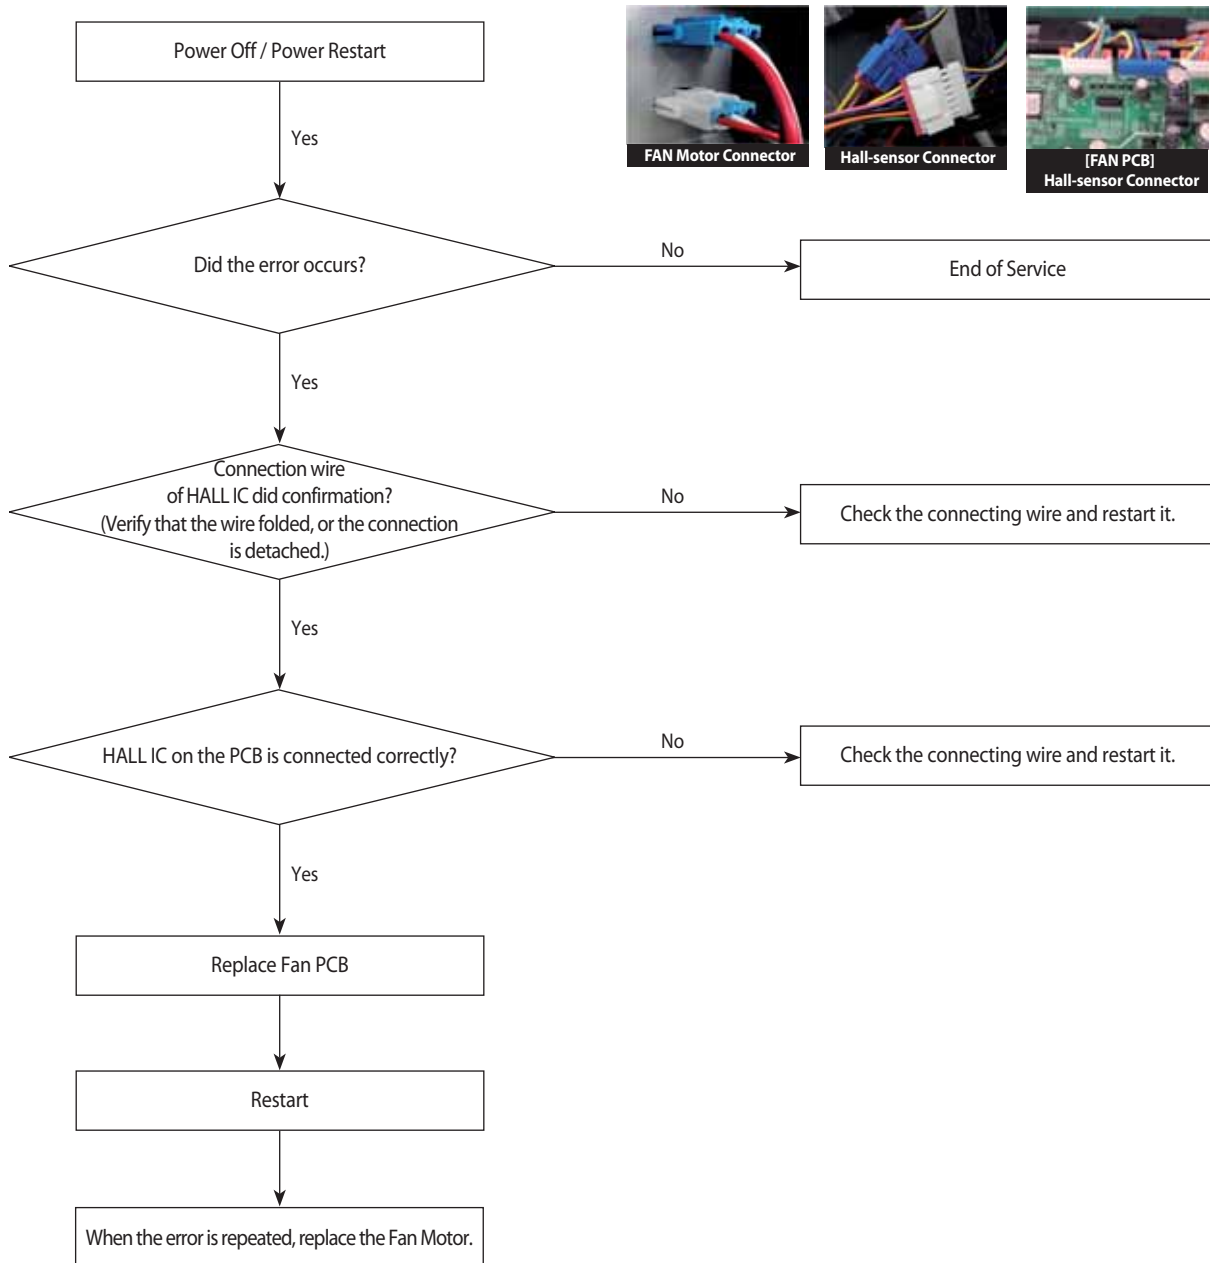 Power Off / Power Restart
FAN Motor Connector
Hall-sensor Connector
[FAN PCB]
Hall-sensor Connector
Yes
Did the error occurs?
No
End of Service
Yes
Connection wire
of HALL IC did confirmation?
(Verify that the wire folded, or the connection
is detached.)
No
Check the connecting wire and restart it.
Yes
HALL IC on the PCB is connected correctly?
No
Check the connecting wire and restart it.
Yes
Replace Fan PCB
Restart
When the error is repeated, replace the Fan Motor.